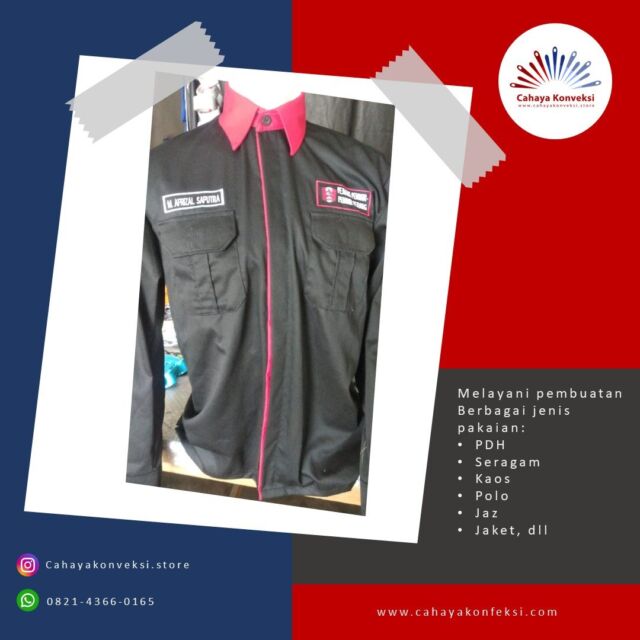 Cahaya Konveksi
www.cahayakonveksi.store
M. AFRIZAL SAPUTRA
Melayani pembuatan
Berbagai jenis
pakaian:
• PDH
• Seragam
• Kaos
• Polo
• Jaz
• Jaket, dll
Cahayakonveksi.store
0821-4366-0165
www.cahayakonfeksi.com